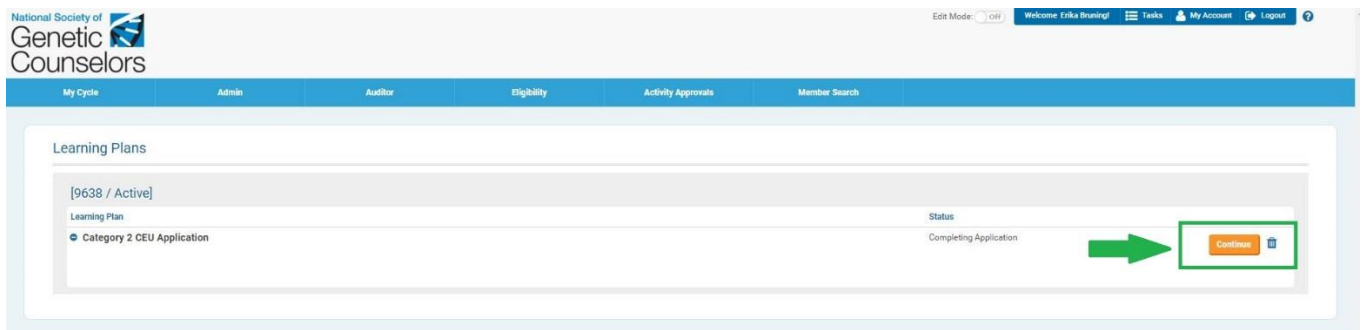 National Society of
Genetic
Counselors
Edit Mode: Off
Welcome Erika Bruning! Tasks My Account Logout ?
My Cycle Admin Auditor Eligibility Activity Approvals Member Search
Learning Plans
[9638 / Active]
Learning Plan Status
Category 2 CEU Application Completing Application Continue